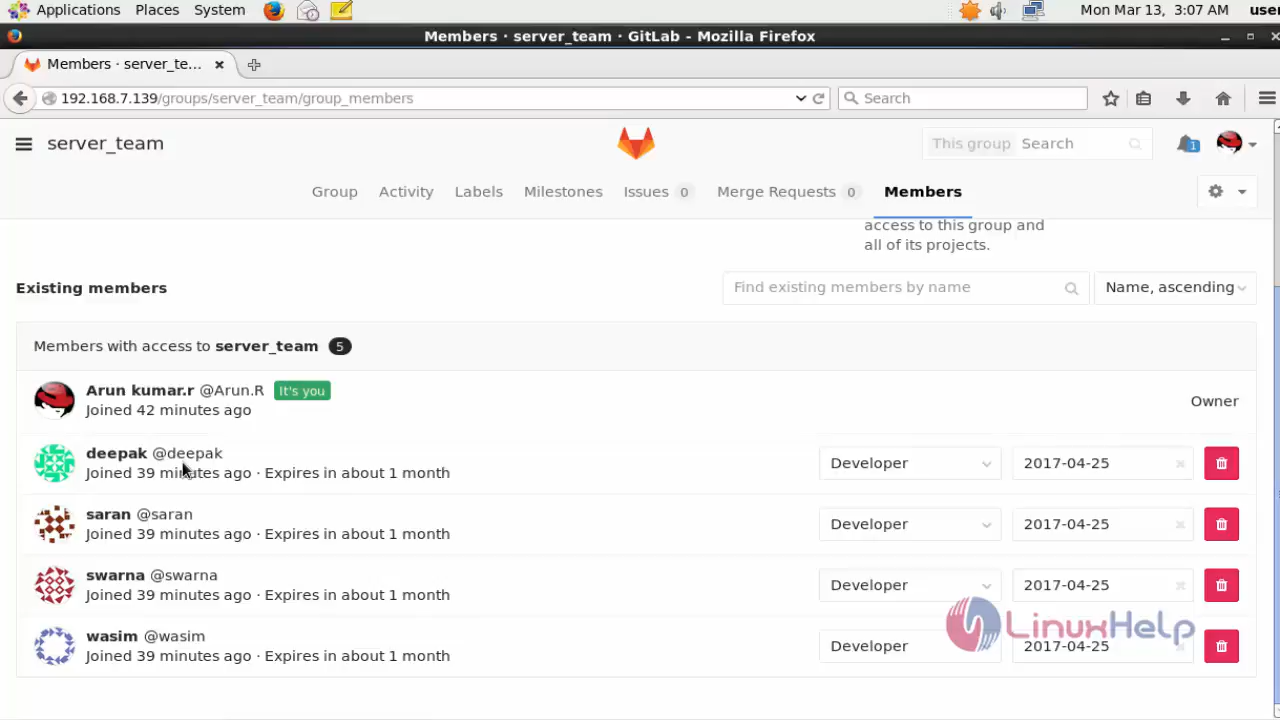 Applications Places System Mon Mar 13, 3:07 AM user
Members · server_team · GitLab - Mozilla Firefox
Members · server_te...
192.168.7.139/groups/server_team/group_members Search
server_team This group Search 1
Group Activity Labels Milestones Issues 0 Merge Requests 0 Members
access to this group and
all of its projects.
Existing members Find existing members by name Name, ascending
Members with access to server_team 5
Arun kumar.r @Arun.R It's you
Joined 42 minutes ago
Owner
deepak @deepak
Joined 39 minutes ago · Expires in about 1 month
Developer 2017-04-25
saran @saran
Joined 39 minutes ago · Expires in about 1 month
Developer 2017-04-25
swarna @swarna
Joined 39 minutes ago · Expires in about 1 month
Developer 2017-04-25
wasim @wasim
Joined 39 minutes ago · Expires in about 1 month
Developer 2017-04-25
LinuxHelp